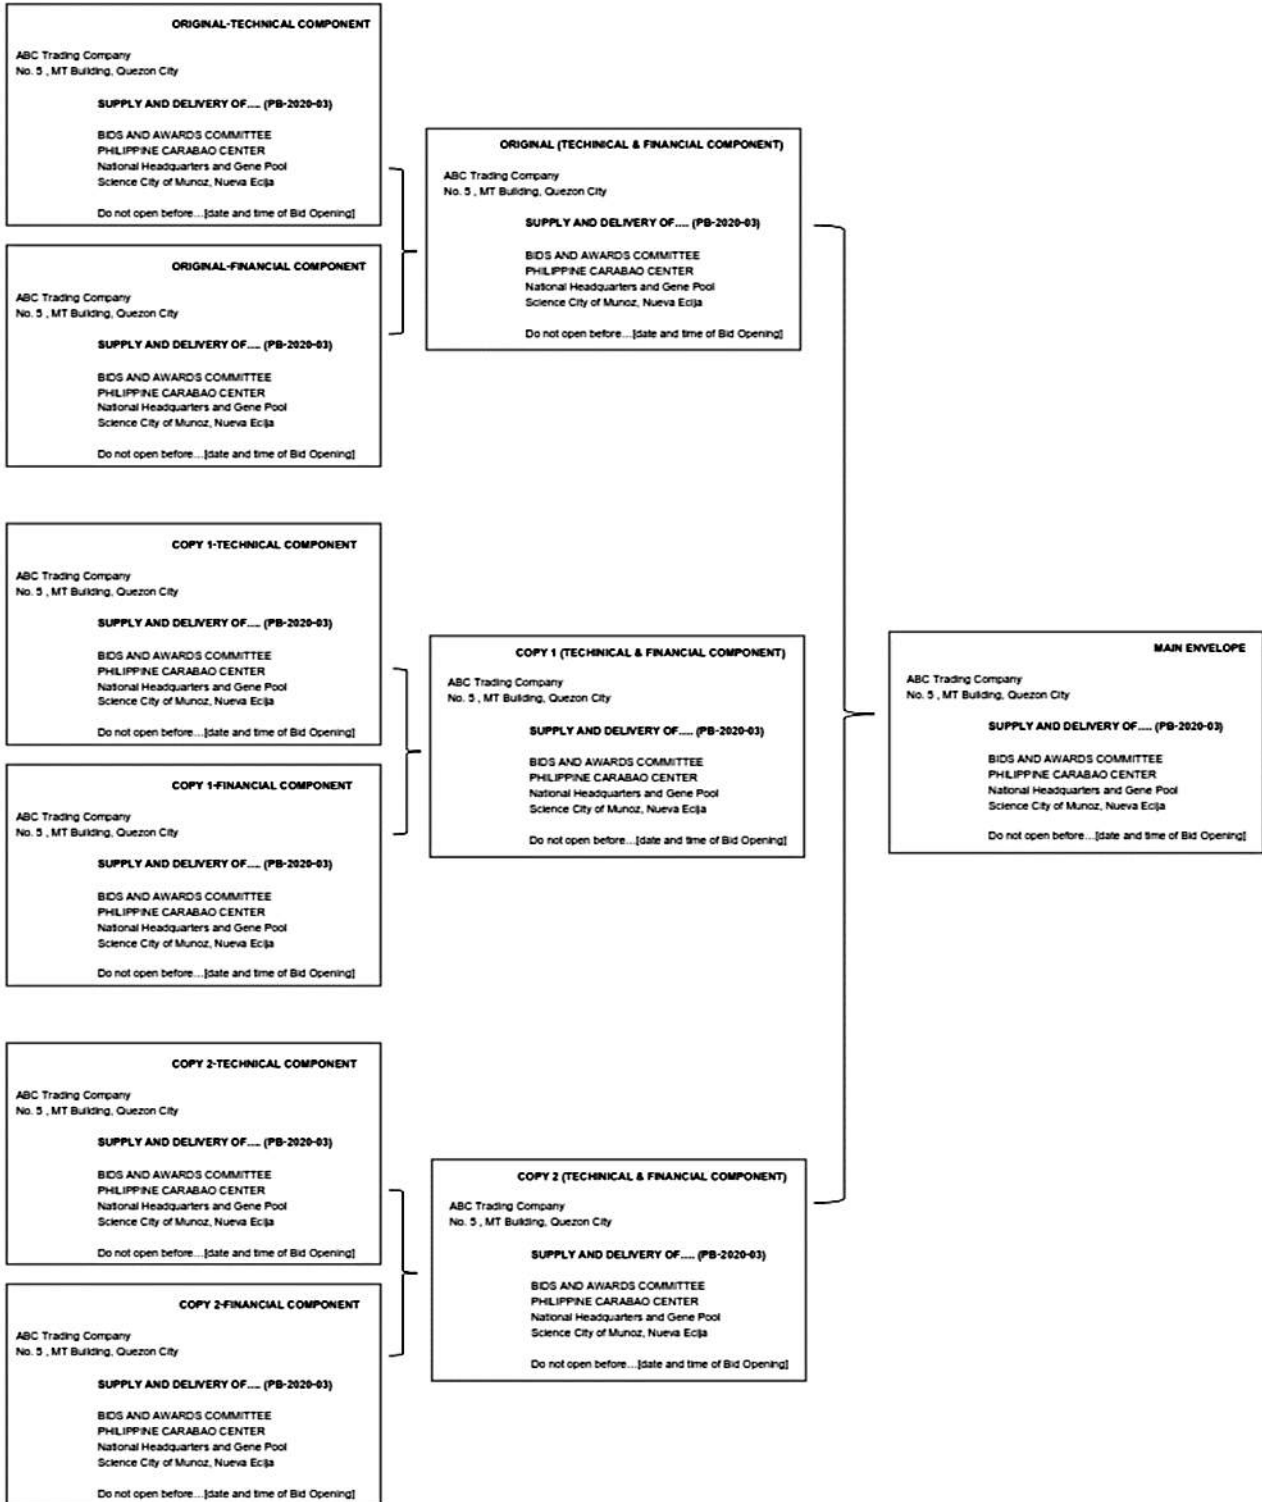 ORIGINAL-TECHNICAL COMPONENT
ABC Trading Company
No. 5 , MT Building, Quezon City
SUPPLY AND DELIVERY OF.... (PB-2020-03)
BIDS AND AWARDS COMMITTEE
PHILIPPINE CARABAO CENTER
National Headquarters and Gene Pool
Science City of Munoz, Nueva Ecija
Do not open before...[date and time of Bid Opening]
ORIGINAL-FINANCIAL COMPONENT
ABC Trading Company
No. 5 , MT Building, Quezon City
SUPPLY AND DELIVERY OF.... (PB-2020-03)
BIDS AND AWARDS COMMITTEE
PHILIPPINE CARABAO CENTER
National Headquarters and Gene Pool
Science City of Munoz, Nueva Ecija
Do not open before...[date and time of Bid Opening]
ORIGINAL (TECHINICAL & FINANCIAL COMPONENT)
ABC Trading Company
No. 5 , MT Building, Quezon City
SUPPLY AND DELIVERY OF.... (PB-2020-03)
BIDS AND AWARDS COMMITTEE
PHILIPPINE CARABAO CENTER
National Headquarters and Gene Pool
Science City of Munoz, Nueva Ecija
Do not open before...[date and time of Bid Opening]
COPY 1-TECHNICAL COMPONENT
ABC Trading Company
No. 5 , MT Building, Quezon City
SUPPLY AND DELIVERY OF.... (PB-2020-03)
BIDS AND AWARDS COMMITTEE
PHILIPPINE CARABAO CENTER
National Headquarters and Gene Pool
Science City of Munoz, Nueva Ecija
Do not open before...[date and time of Bid Opening]
COPY 1-FINANCIAL COMPONENT
ABC Trading Company
No. 5 , MT Building, Quezon City
SUPPLY AND DELIVERY OF.... (PB-2020-03)
BIDS AND AWARDS COMMITTEE
PHILIPPINE CARABAO CENTER
National Headquarters and Gene Pool
Science City of Munoz, Nueva Ecija
Do not open before...[date and time of Bid Opening]
COPY 1 (TECHINICAL & FINANCIAL COMPONENT)
ABC Trading Company
No. 5 , MT Building, Quezon City
SUPPLY AND DELIVERY OF.... (PB-2020-03)
BIDS AND AWARDS COMMITTEE
PHILIPPINE CARABAO CENTER
National Headquarters and Gene Pool
Science City of Munoz, Nueva Ecija
Do not open before...[date and time of Bid Opening]
COPY 2-TECHNICAL COMPONENT
ABC Trading Company
No. 5 , MT Building, Quezon City
SUPPLY AND DELIVERY OF.... (PB-2020-03)
BIDS AND AWARDS COMMITTEE
PHILIPPINE CARABAO CENTER
National Headquarters and Gene Pool
Science City of Munoz, Nueva Ecija
Do not open before...[date and time of Bid Opening]
COPY 2-FINANCIAL COMPONENT
ABC Trading Company
No. 5 , MT Building, Quezon City
SUPPLY AND DELIVERY OF.... (PB-2020-03)
BIDS AND AWARDS COMMITTEE
PHILIPPINE CARABAO CENTER
National Headquarters and Gene Pool
Science City of Munoz, Nueva Ecija
Do not open before...[date and time of Bid Opening]
COPY 2 (TECHINICAL & FINANCIAL COMPONENT)
ABC Trading Company
No. 5 , MT Building, Quezon City
SUPPLY AND DELIVERY OF.... (PB-2020-03)
BIDS AND AWARDS COMMITTEE
PHILIPPINE CARABAO CENTER
National Headquarters and Gene Pool
Science City of Munoz, Nueva Ecija
Do not open before...[date and time of Bid Opening]
MAIN ENVELOPE
ABC Trading Company
No. 5 , MT Building, Quezon City
SUPPLY AND DELIVERY OF.... (PB-2020-03)
BIDS AND AWARDS COMMITTEE
PHILIPPINE CARABAO CENTER
National Headquarters and Gene Pool
Science City of Munoz, Nueva Ecija
Do not open before...[date and time of Bid Opening]